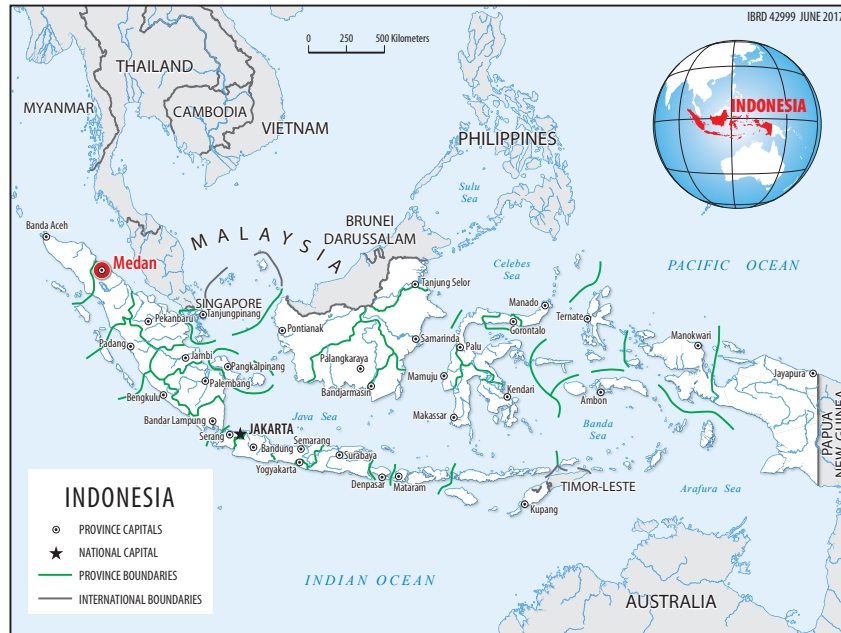 IBRD 42999 JUNE 2017
0 250 500 Kilometers
THAILAND
MYANMAR
CAMBODIA
VIETNAM
PHILIPPINES
INDONESIA
Sulu
Sea
Banda Aceh
BRUNEI
DARUSSALAM
MALAYSIA
Medan
Celebes
Sea
PACIFIC OCEAN
Tanjung Selor
SINGAPORE
Tanjungpinang
Manado
Ternate
Pekanbaru
Pontianak
Gorontalo
Manokwari
Padang
Samarinda
Palu
Jambi
Pangkalpinang
Palangkaraya
Mamuju
Jayapura
Palembang
Bengkulu
Bandjarmasin
Kendari
Ambon
Bandar Lampung
Java Sea
Makassar
Banda
Sea
PAPUA
NEW GUINEA
Serang
JAKARTA
Bandung
Semarang
Surabaya
Yogyakarta
Denpasar
Mataram
TIMOR-LESTE
Arafura Sea
Kupang
INDIAN OCEAN
AUSTRALIA
INDONESIA
PROVINCE CAPITALS
NATIONAL CAPITAL
PROVINCE BOUNDARIES
INTERNATIONAL BOUNDARIES